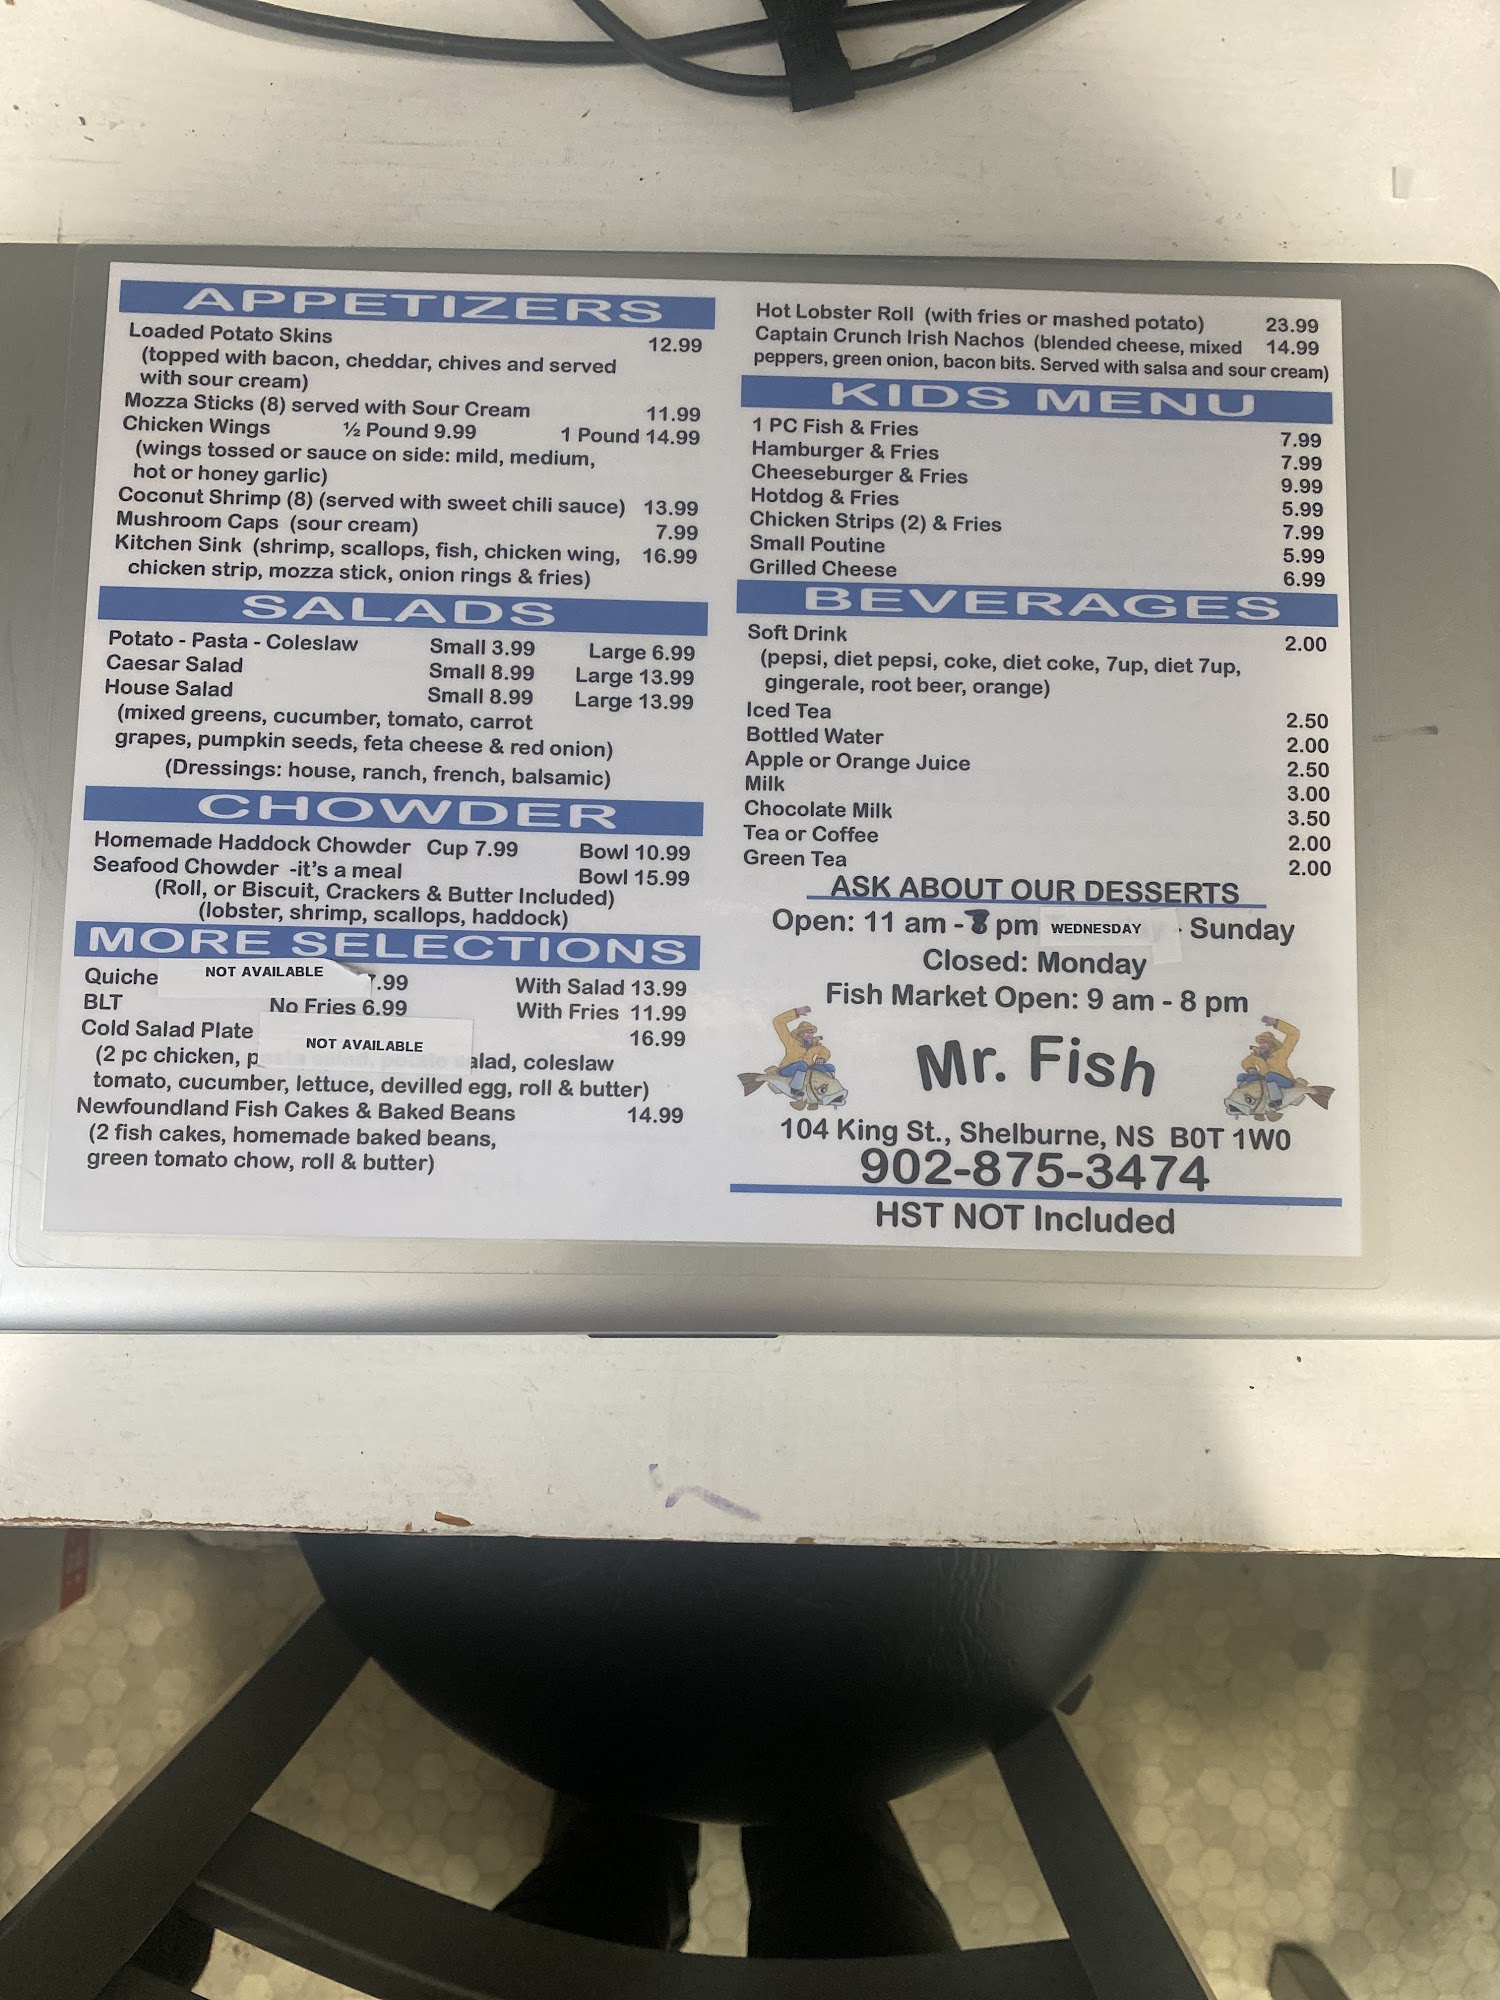 APPETIZERS
Loaded Potato Skins 12.99
(topped with bacon, cheddar, chives and served
with sour cream)
Mozza Sticks (8) served with Sour Cream 11.99
Chicken Wings ½ Pound 9.99 1 Pound 14.99
(wings tossed or sauce on side: mild, medium,
hot or honey garlic)
Coconut Shrimp (8) (served with sweet chili sauce) 13.99
Mushroom Caps (sour cream) 7.99
Kitchen Sink (shrimp, scallops, fish, chicken wing, 16.99
chicken strip, mozza stick, onion rings & fries)
SALADS
Potato - Pasta - Coleslaw Small 3.99 Large 6.99
Caesar Salad Small 8.99 Large 13.99
House Salad Small 8.99 Large 13.99
(mixed greens, cucumber, tomato, carrot
grapes, pumpkin seeds, feta cheese & red onion)
(Dressings: house, ranch, french, balsamic)
CHOWDER
Homemade Haddock Chowder Cup 7.99 Bowl 10.99
Seafood Chowder -it's a meal Bowl 15.99
(Roll, or Biscuit, Crackers & Butter Included)
(lobster, shrimp, scallops, haddock)
MORE SELECTIONS
Quiche NOT AVAILABLE 7.99 With Salad 13.99
BLT No Fries 6.99 With Fries 11.99
Cold Salad Plate NOT AVAILABLE 16.99
(2 pc chicken, salad, coleslaw
tomato, cucumber, lettuce, devilled egg, roll & butter)
Newfoundland Fish Cakes & Baked Beans 14.99
(2 fish cakes, homemade baked beans,
green tomato chow, roll & butter)
Hot Lobster Roll (with fries or mashed potato) 23.99
Captain Crunch Irish Nachos (blended cheese, mixed 14.99
peppers, green onion, bacon bits. Served with salsa and sour cream)
KIDS MENU
1 PC Fish & Fries 7.99
Hamburger & Fries 7.99
Cheeseburger & Fries 9.99
Hotdog & Fries 5.99
Chicken Strips (2) & Fries 7.99
Small Poutine 5.99
Grilled Cheese 6.99
BEVERAGES
Soft Drink 2.00
(pepsi, diet pepsi, coke, diet coke, 7up, diet 7up,
gingerale, root beer, orange)
Iced Tea 2.50
Bottled Water 2.00
Apple or Orange Juice 2.50
Milk 3.00
Chocolate Milk 3.50
Tea or Coffee 2.00
Green Tea 2.00
ASK ABOUT OUR DESSERTS
Open: 11 am - pm WEDNESDAY - Sunday
Closed: Monday
Fish Market Open: 9 am - 8 pm
Mr. Fish
104 King St., Shelburne, NS B0T 1W0
902-875-3474
HST NOT Included